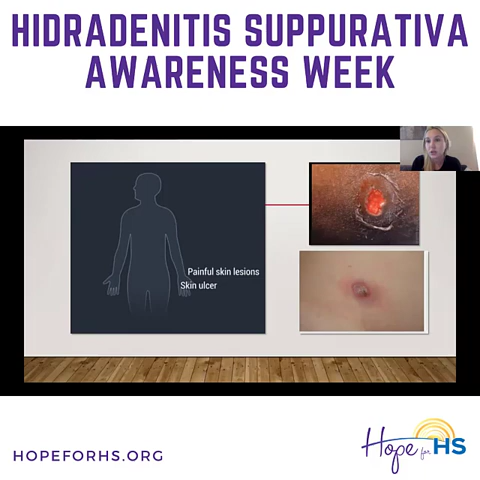 HIDRADENITIS SUPPURATIVA
AWARENESS WEEK
Painful skin lesions
Skin ulcer
HOPEFORHS.ORG
Hope for HS